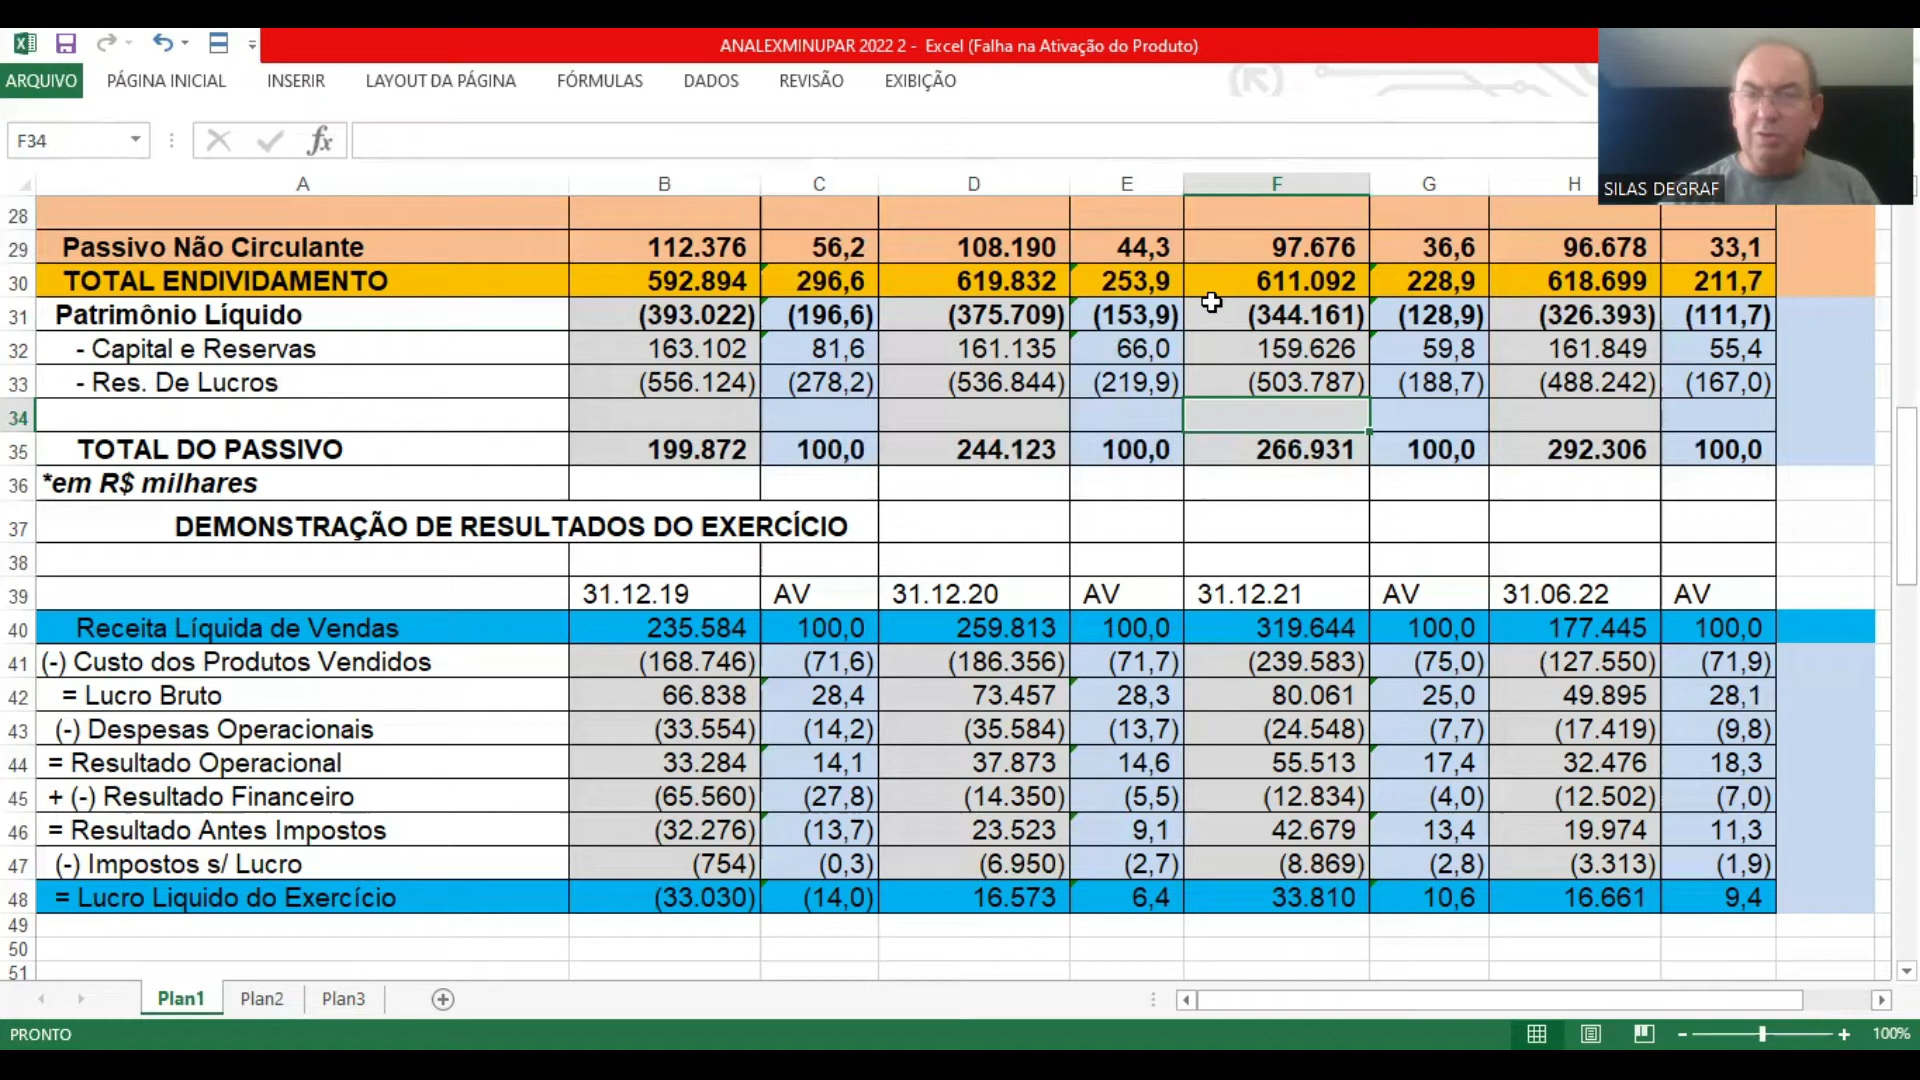 ANALEXMINUPAR 2022 2 - Excel (Falha na Ativação do Produto)
ARQUIVO PÁGINA INICIAL INSERIR LAYOUT DA PÁGINA FÓRMULAS DADOS REVISÃO EXIBIÇÃO
F34 fx
SILAS DEGRAF
A B C D E F G H
28
29 Passivo Não Circulante 112.376 56,2 108.190 44,3 97.676 36,6 96.678 33,1
30 TOTAL ENDIVIDAMENTO 592.894 296,6 619.832 253,9 611.092 228,9 618.699 211,7
31 Patrimônio Líquido (393.022) (196,6) (375.709) (153,9) (344.161) (128,9) (326.393) (111,7)
32 - Capital e Reservas 163.102 81,6 161.135 66,0 159.626 59,8 161.849 55,4
33 - Res. De Lucros (556.124) (278,2) (536.844) (219,9) (503.787) (188,7) (488.242) (167,0)
34
35 TOTAL DO PASSIVO 199.872 100,0 244.123 100,0 266.931 100,0 292.306 100,0
36 *em R$ milhares
37 DEMONSTRAÇÃO DE RESULTADOS DO EXERCÍCIO
38
39 31.12.19 AV 31.12.20 AV 31.12.21 AV 31.06.22 AV
40 Receita Líquida de Vendas 235.584 100,0 259.813 100,0 319.644 100,0 177.445 100,0
41 (-) Custo dos Produtos Vendidos (168.746) (71,6) (186.356) (71,7) (239.583) (75,0) (127.550) (71,9)
42 = Lucro Bruto 66.838 28,4 73.457 28,3 80.061 25,0 49.895 28,1
43 (-) Despesas Operacionais (33.554) (14,2) (35.584) (13,7) (24.548) (7,7) (17.419) (9,8)
44 = Resultado Operacional 33.284 14,1 37.873 14,6 55.513 17,4 32.476 18,3
45 + (-) Resultado Financeiro (65.560) (27,8) (14.350) (5,5) (12.834) (4,0) (12.502) (7,0)
46 = Resultado Antes Impostos (32.276) (13,7) 23.523 9,1 42.679 13,4 19.974 11,3
47 (-) Impostos s/ Lucro (754) (0,3) (6.950) (2,7) (8.869) (2,8) (3.313) (1,9)
48 = Lucro Liquido do Exercício (33.030) (14,0) 16.573 6,4 33.810 10,6 16.661 9,4
49
50
51
Plan1 Plan2 Plan3
PRONTO 100%